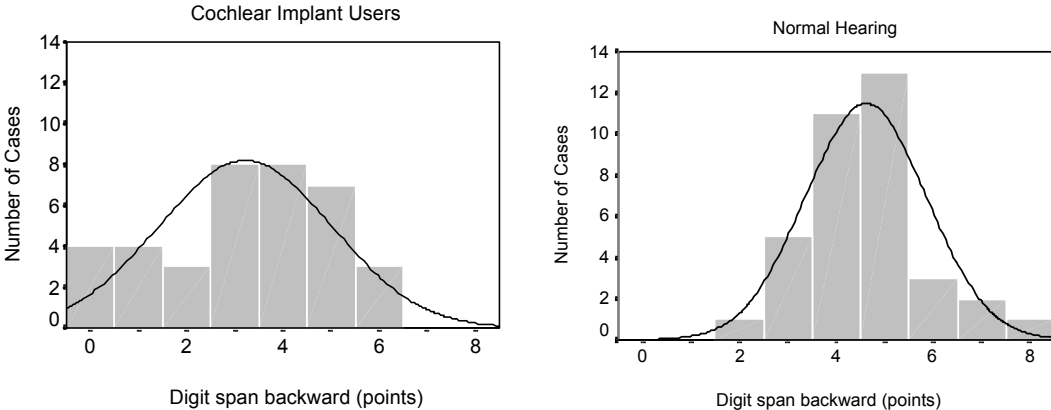 Cochlear Implant Users
14
12
10
8
6
4
2
0
Number of Cases
0 2 4 6 8
Digit span backward (points)
Normal Hearing
14
12
10
8
6
4
2
0
Number of Cases
0 2 4 6 8
Digit span backward (points)